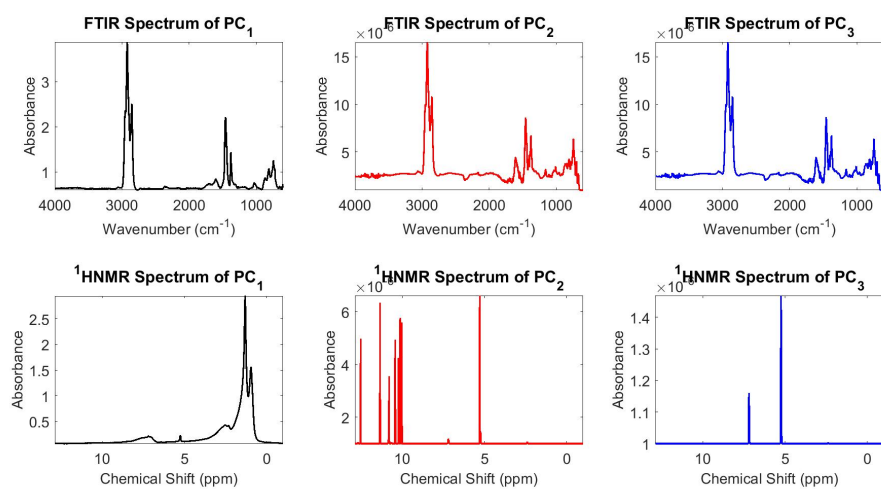 FTIR Spectrum of PC₁
3
2
1
4000 3000 2000 1000
Absorbance
Wavenumber (cm⁻¹)
FTIR Spectrum of PC₂
×10⁻⁶
15
10
5
4000 3000 2000 1000
Absorbance
Wavenumber (cm⁻¹)
FTIR Spectrum of PC₃
×10⁻⁶
15
10
5
4000 3000 2000 1000
Absorbance
Wavenumber (cm⁻¹)
¹HNMR Spectrum of PC₁
2.5
2
1.5
1
0.5
10 5 0
Absorbance
Chemical Shift (ppm)
¹HNMR Spectrum of PC₂
6
4
2
10 5 0
Absorbance
Chemical Shift (ppm)
¹HNMR Spectrum of PC₃
1.4
1.3
1.2
1.1
1
10 5 0
Absorbance
Chemical Shift (ppm)